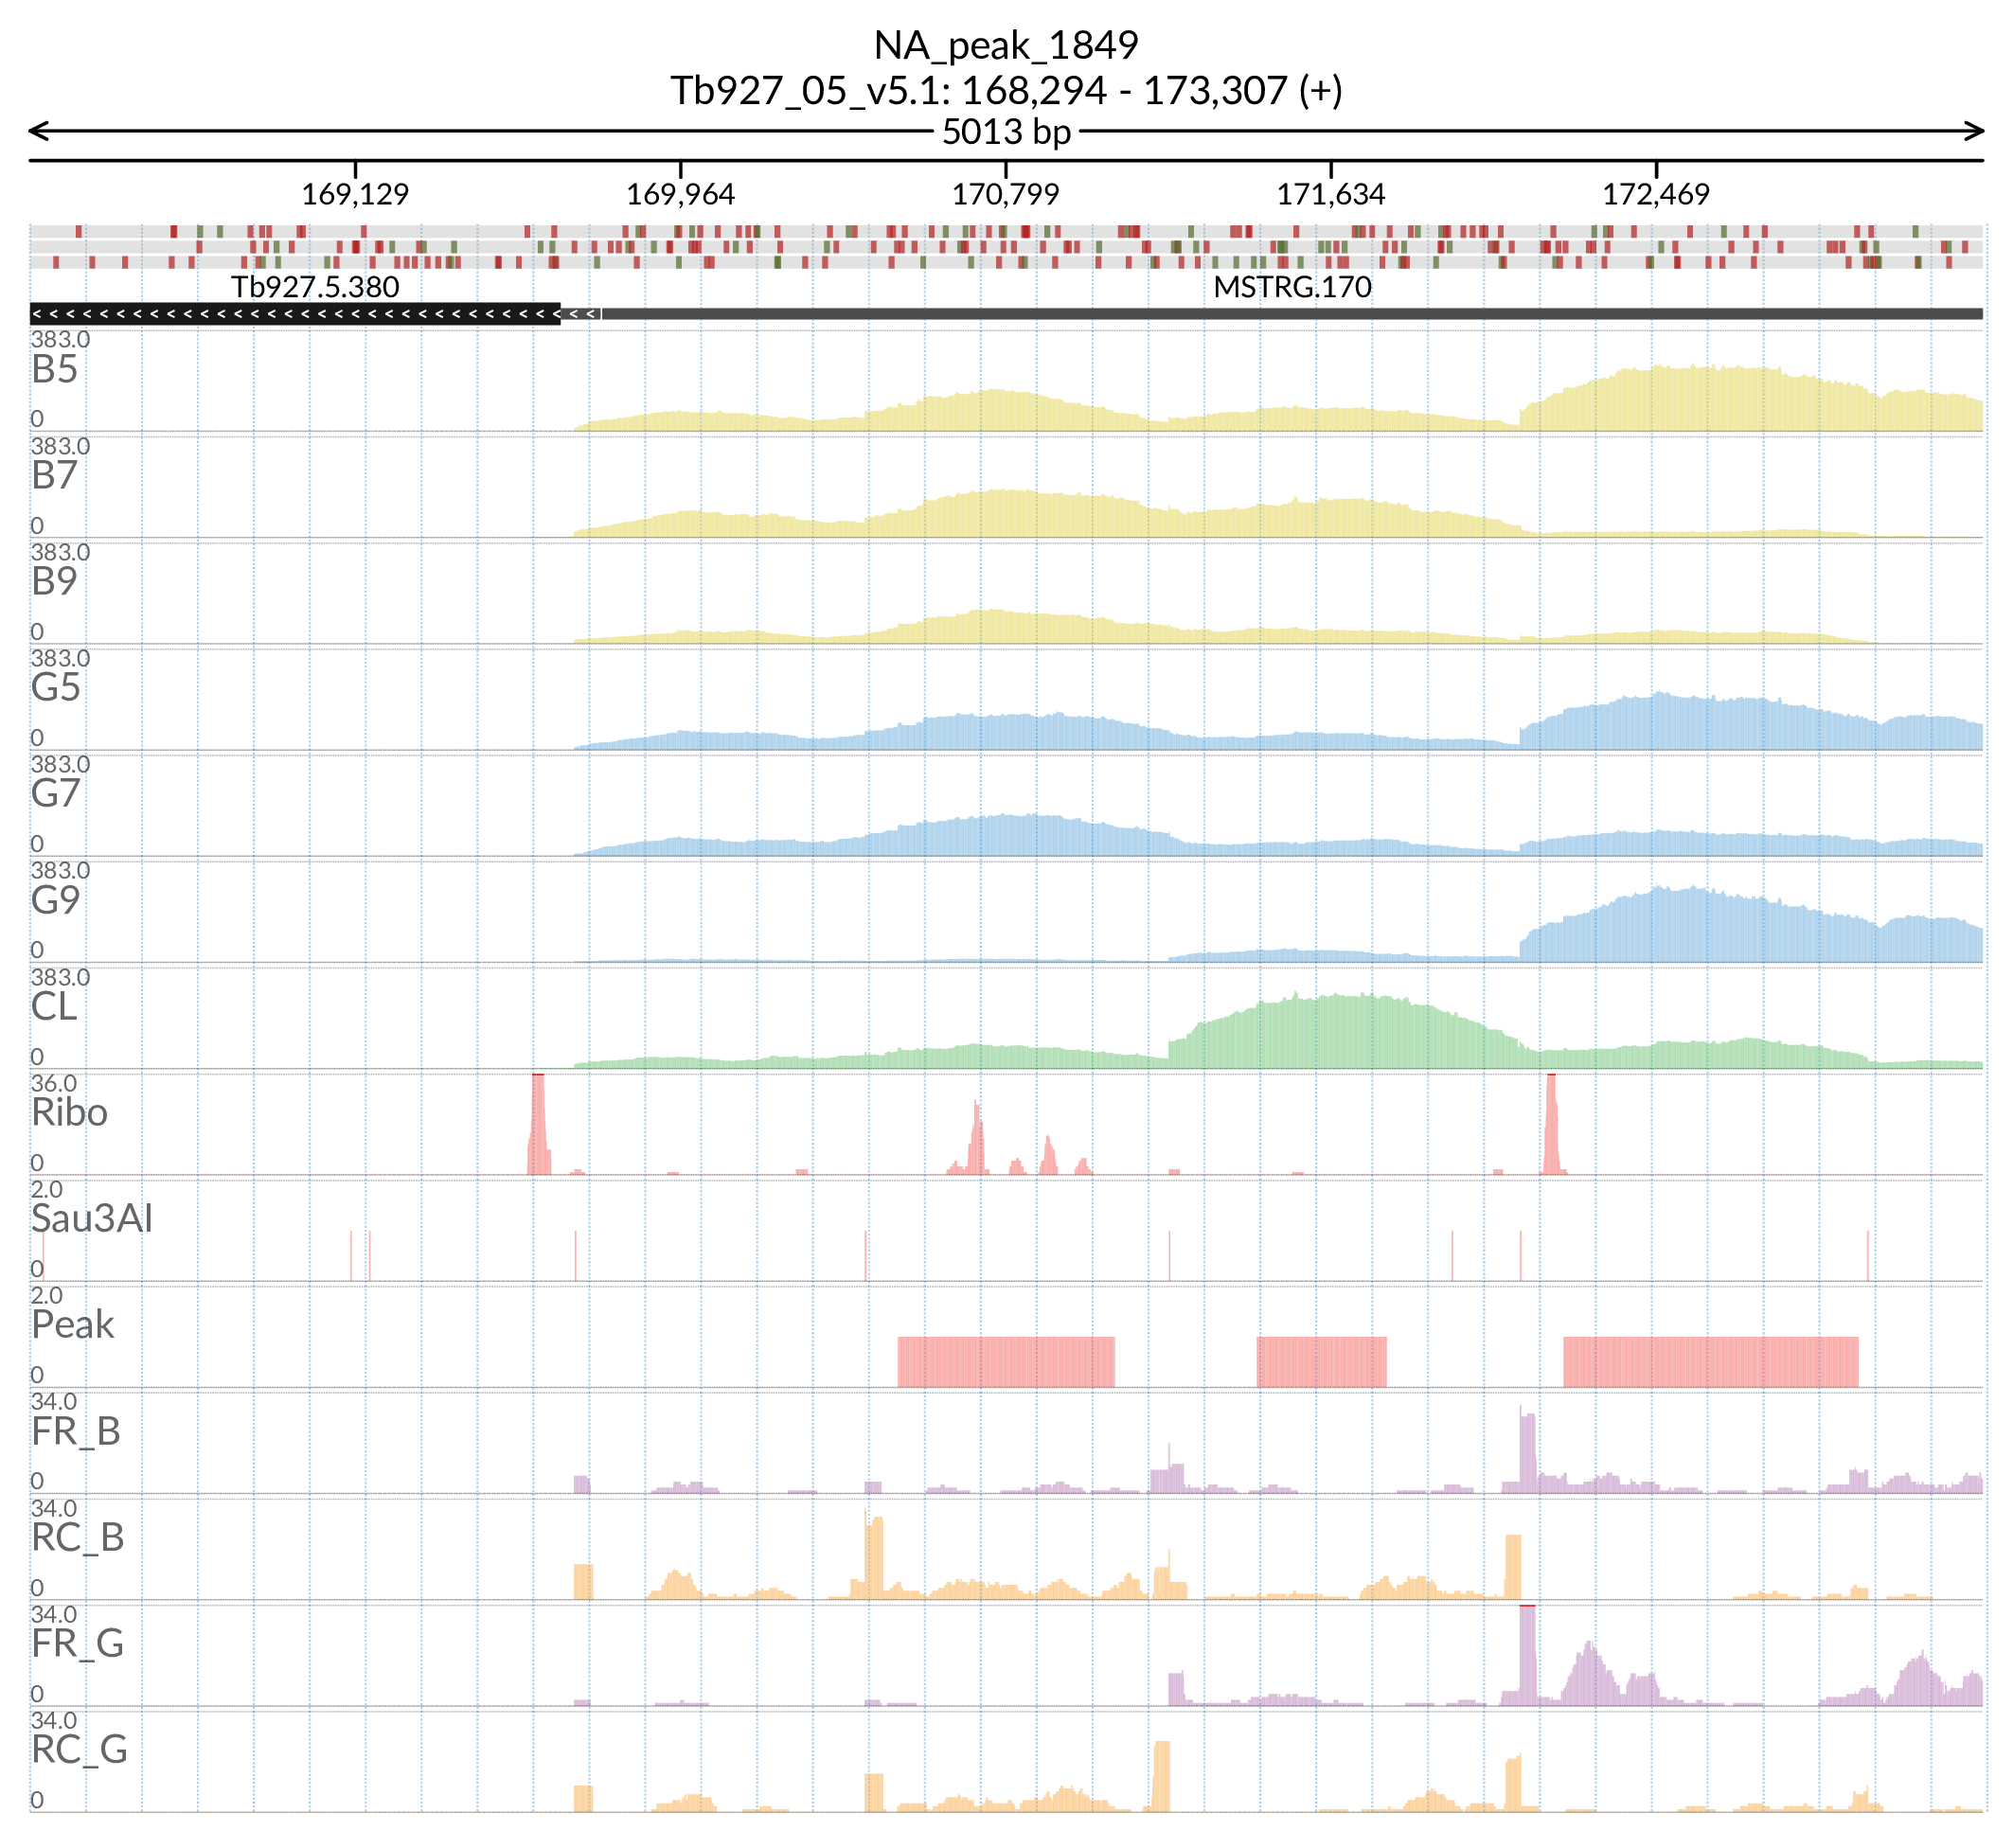 NA_peak_1849
Tb927_05_v5.1: 168,294 - 173,307 (+)
5013 bp
169,129 169,964 170,799 171,634 172,469
Tb927.5.380 MSTRG.170
383.0
B5
0
383.0
B7
0
383.0
B9
0
383.0
G5
0
383.0
G7
0
383.0
G9
0
383.0
CL
0
36.0
Ribo
0
2.0
Sau3AI
0
2.0
Peak
0
34.0
FR_B
0
34.0
RC_B
0
34.0
FR_G
0
34.0
RC_G
0